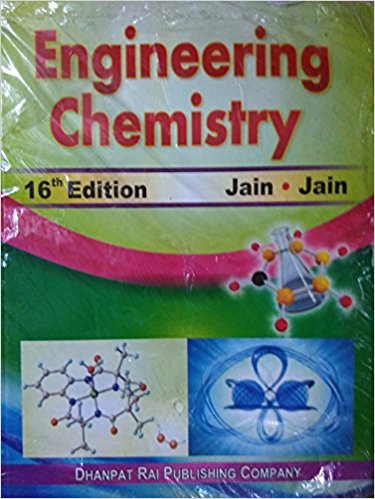 Engineering
Chemistry
16th Edition Jain • Jain
DHANPAT RAI PUBLISHING COMPANY